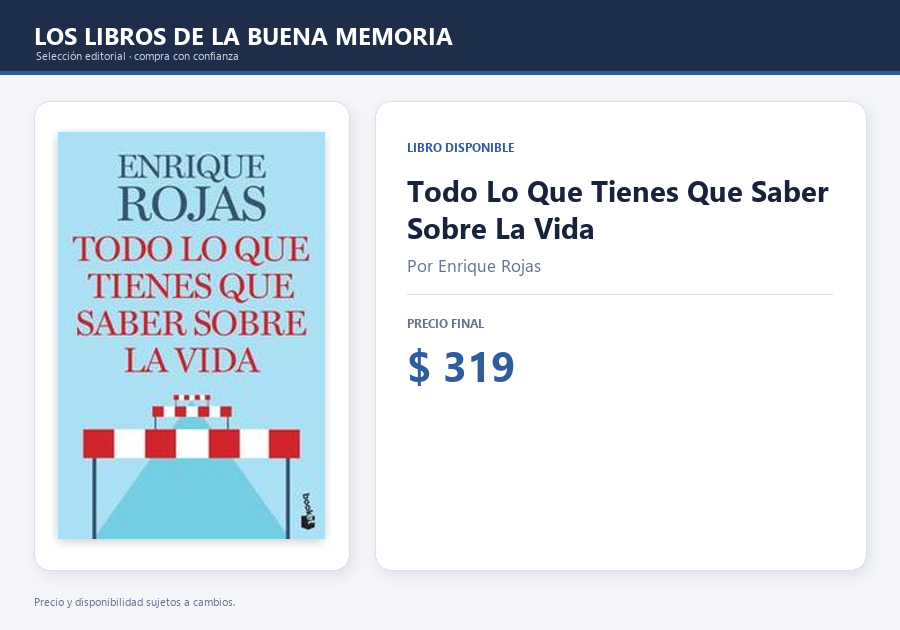 LOS LIBROS DE LA BUENA MEMORIA
Selección editorial · compra con confianza
ENRIQUE
ROJAS
TODO LO QUE
TIENES QUE
SABER SOBRE
LA VIDA
booket
LIBRO DISPONIBLE
Todo Lo Que Tienes Que Saber
Sobre La Vida
Por Enrique Rojas
PRECIO FINAL
$ 319
Precio y disponibilidad sujetos a cambios.